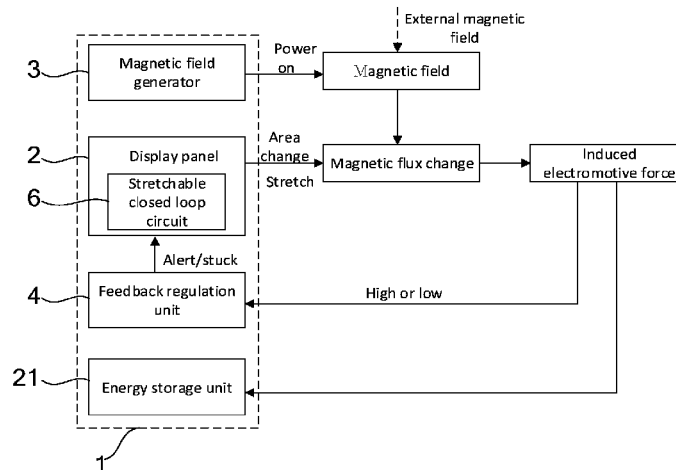 External magnetic
field
3
Magnetic field
generator
Power
on
Magnetic field
2
Display panel
Area
change
Stretch
Magnetic flux change
Induced
electromotive force
6
Stretchable
closed loop
circuit
Alert/stuck
4
Feedback regulation
unit
High or low
21
Energy storage unit
1